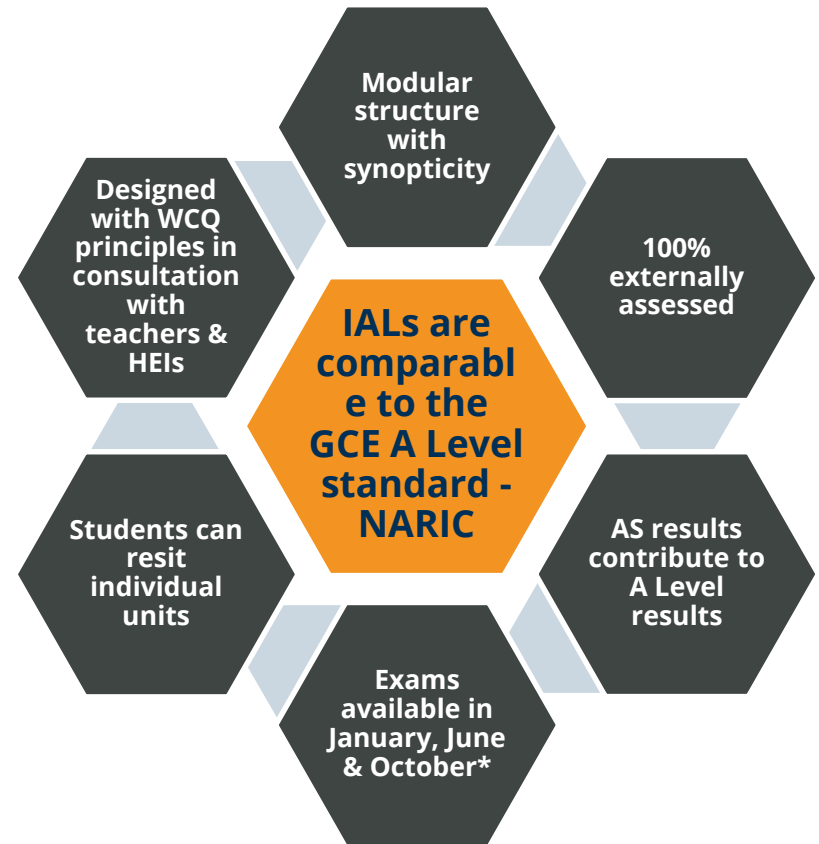 Modular
structure
with
synopticity
100%
externally
assessed
AS results
contribute to
A Level
results
Exams
available in
January, June
& October*
Students can
resit
individual
units
Designed
with WCQ
principles in
consultation
with
teachers &
HEIs
IALs are
comparabl
e to the
GCE A Level
standard -
NARIC